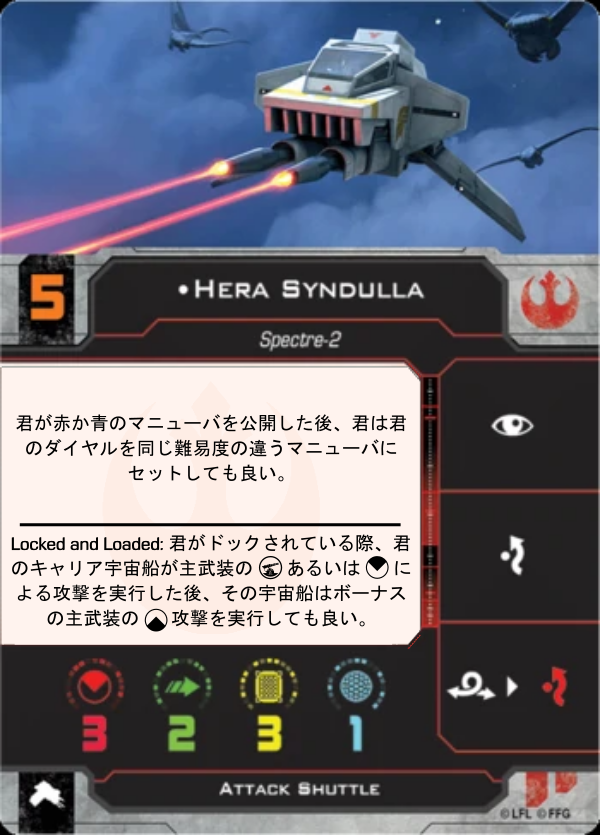 5
•Hera Syndulla
Spectre-2
君が赤か青のマニューバを公開した後、君は君
のダイヤルを同じ難易度の違うマニューバに
セットしても良い。
Locked and Loaded: 君がドックされている際、君
のキャリア宇宙船が主武装の あるいは に
よる攻撃を実行した後、その宇宙船はボーナス
の主武装の 攻撃を実行しても良い。
3 2 3 1
Attack Shuttle
©LFL ©FFG